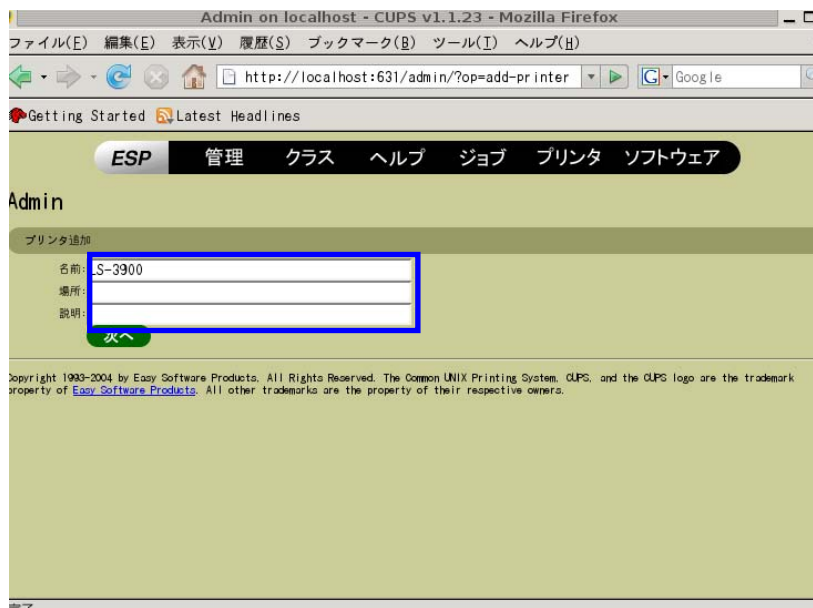 Admin on localhost - CUPS v1.1.23 - Mozilla Firefox
ファイル(E) 編集(E) 表示(V) 履歴(S) ブックマーク(B) ツール(T) ヘルプ(H)
http://localhost:631/admin/?op=add-printer G Google
Getting Started Latest Headlines
ESP 管理 クラス ヘルプ ジョブ プリンタ ソフトウェア
Admin
プリンタ追加
名前: LS-3900
場所:
説明:
次へ
Copyright 1993-2004 by Easy Software Products, All Rights Reserved. The Common UNIX Printing System, CUPS, and the CUPS logo are the trademark
property of Easy Software Products. All other trademarks are the property of their respective owners.
完了